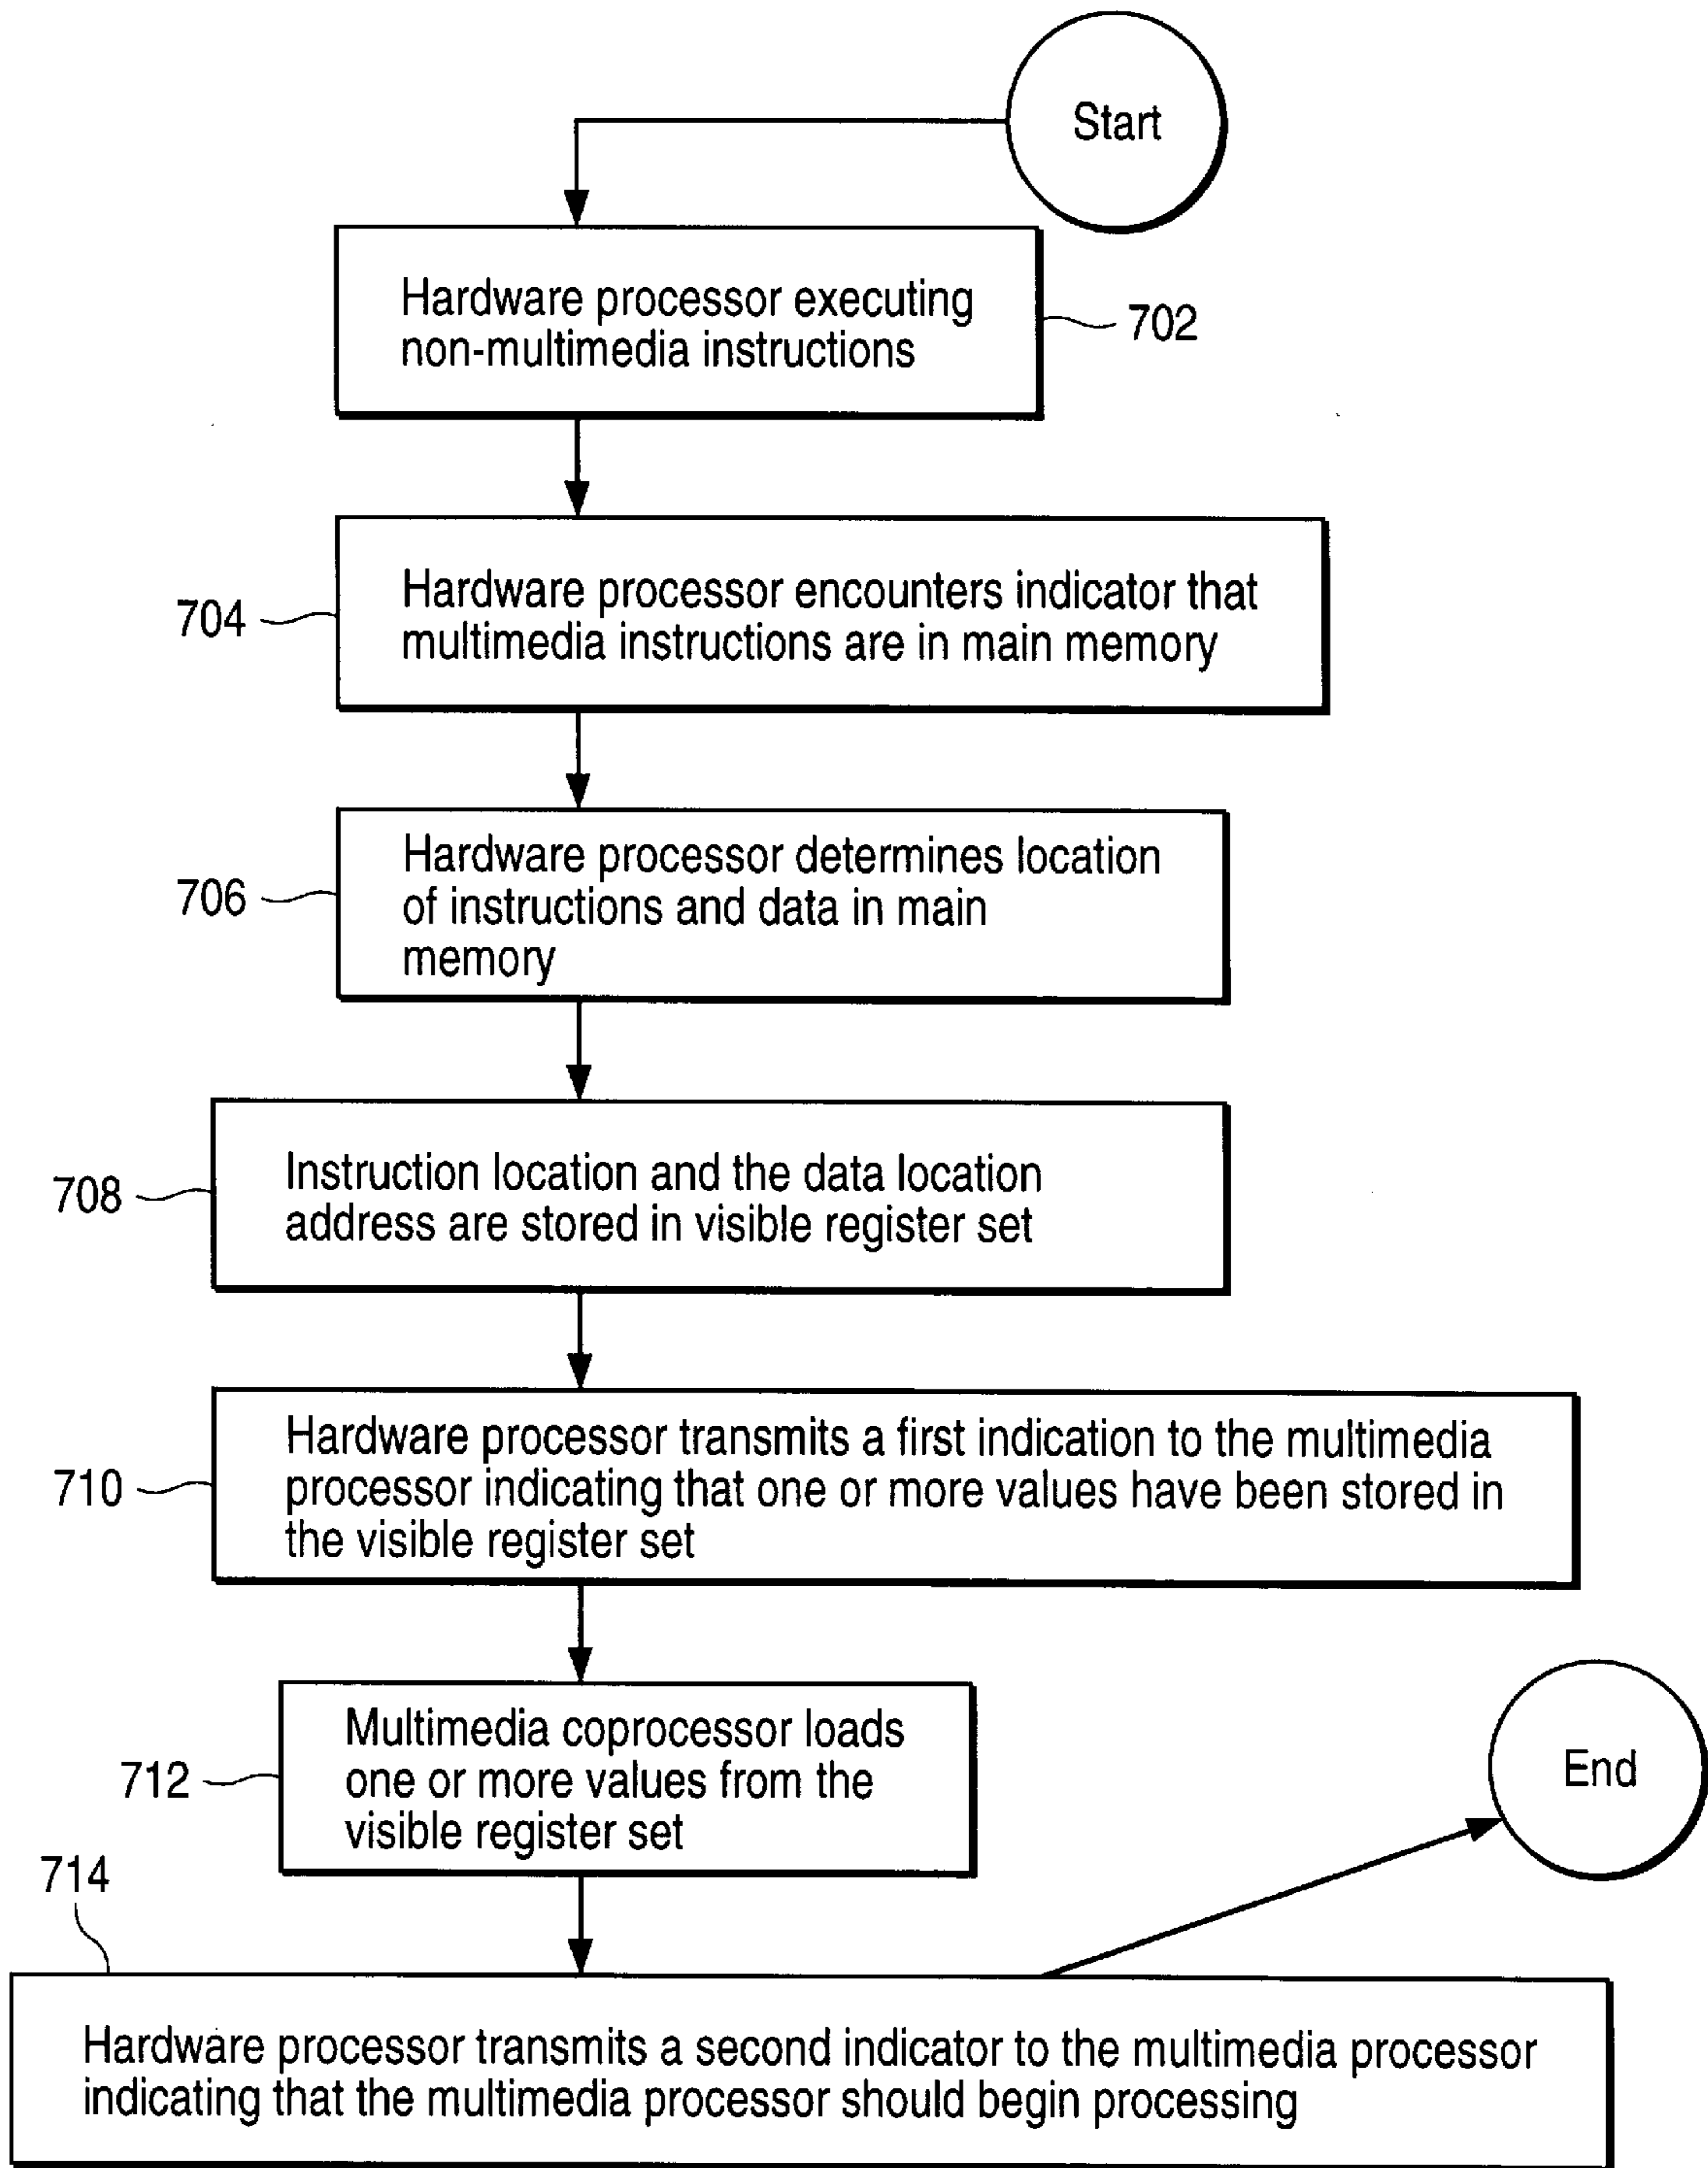 Start
Hardware processor executing
non-multimedia instructions
702
704
Hardware processor encounters indicator that
multimedia instructions are in main memory
706
Hardware processor determines location
of instructions and data in main
memory
708
Instruction location and the data location
address are stored in visible register set
710
Hardware processor transmits a first indication to the multimedia
processor indicating that one or more values have been stored in
the visible register set
712
Multimedia coprocessor loads
one or more values from the
visible register set
End
714
Hardware processor transmits a second indicator to the multimedia processor
indicating that the multimedia processor should begin processing